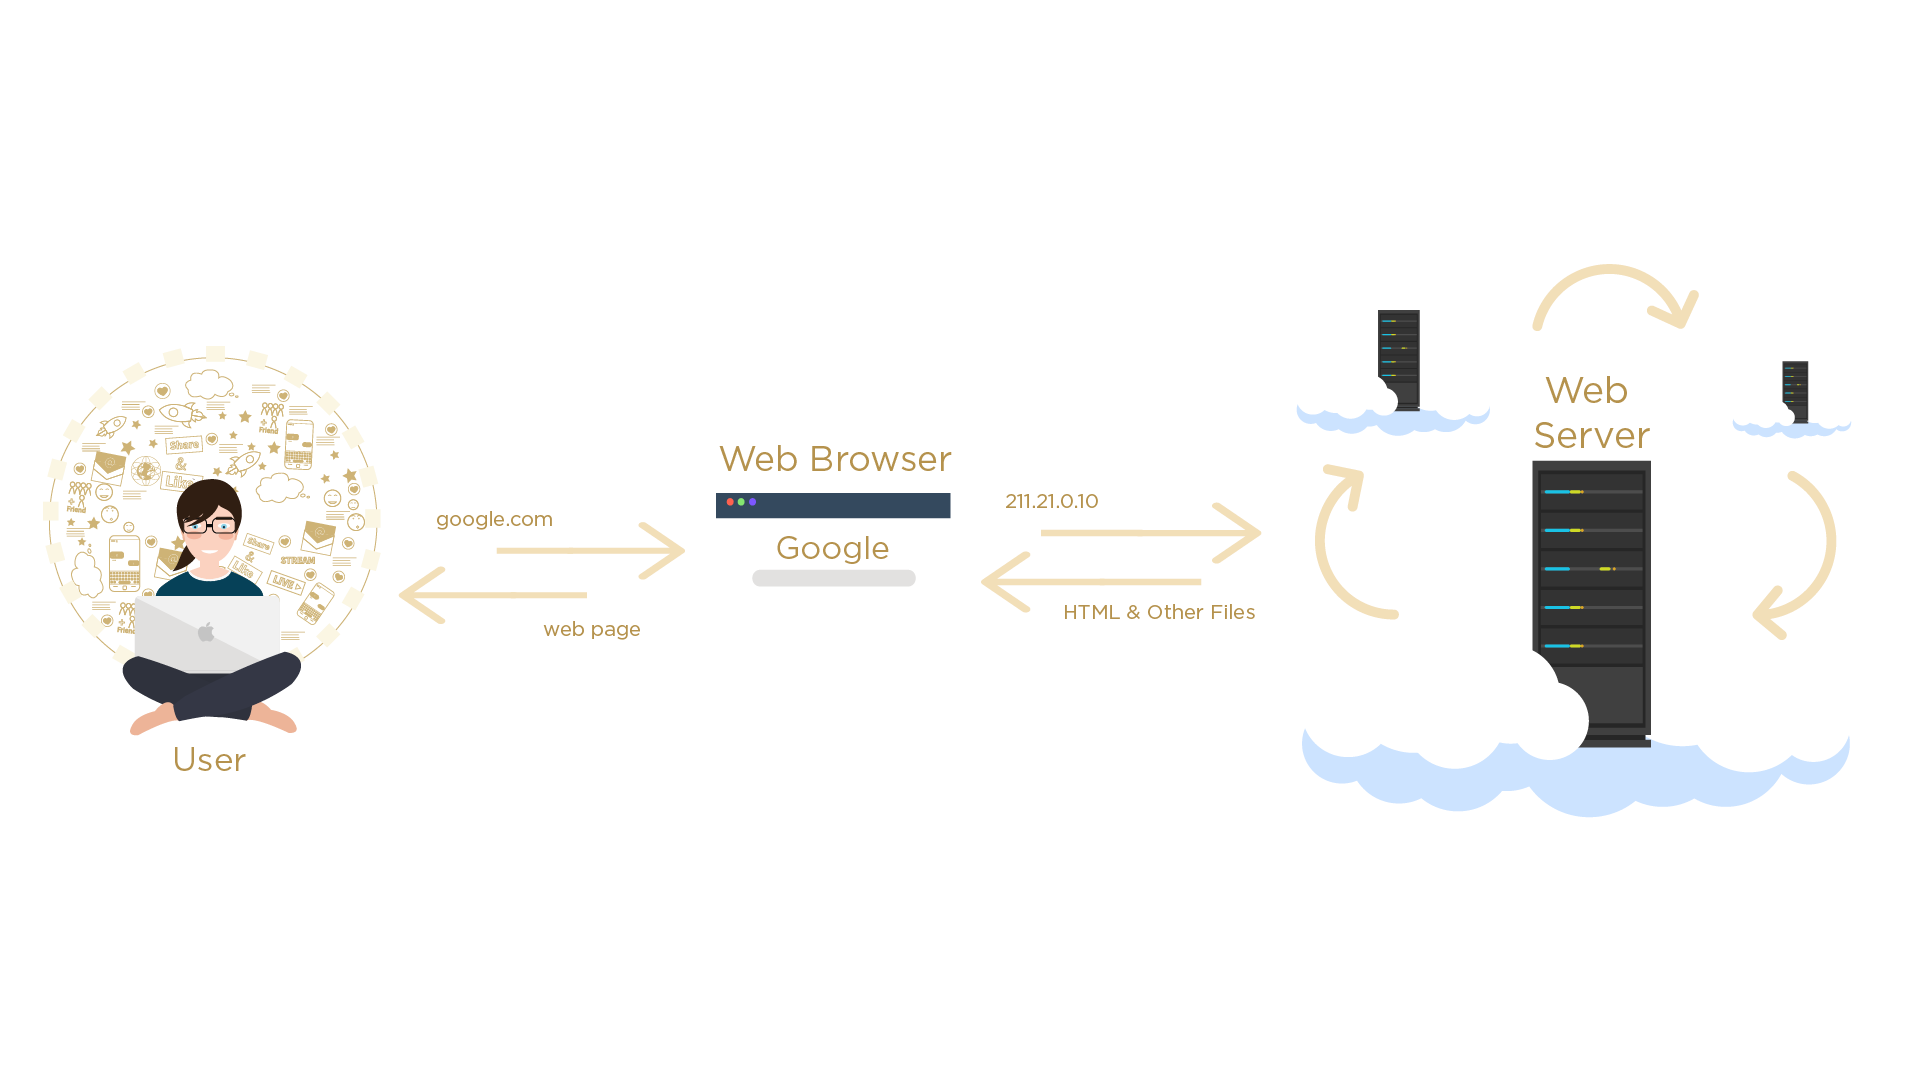 Share
&
Like
Friend
Friend
Share
&
Like
STREAM
LIVE
Friend
User
google.com
web page
Web Browser
Google
211.21.0.10
HTML & Other Files
Web
Server